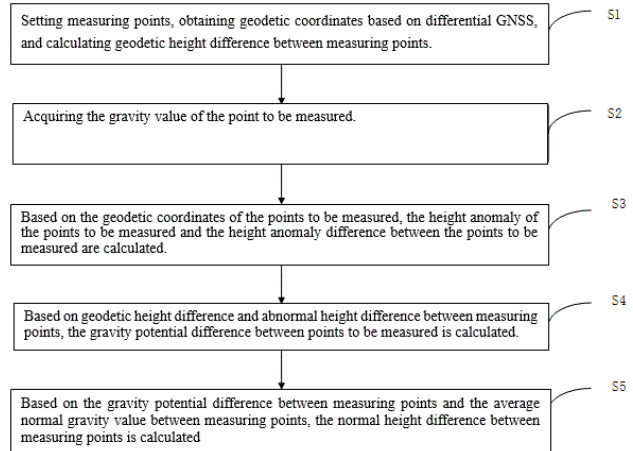 Setting measuring points, obtaining geodetic coordinates based on differential GNSS,
and calculating geodetic height difference between measuring points.
S1
Acquiring the gravity value of the point to be measured.
S2
Based on the geodetic coordinates of the points to be measured, the height anomaly of
the points to be measured and the height anomaly difference between the points to be
measured are calculated.
S3
Based on geodetic height difference and abnormal height difference between measuring
points, the gravity potential difference between points to be measured is calculated.
S4
Based on the gravity potential difference between measuring points and the average
normal gravity value between measuring points, the normal height difference between
measuring points is calculated
S5